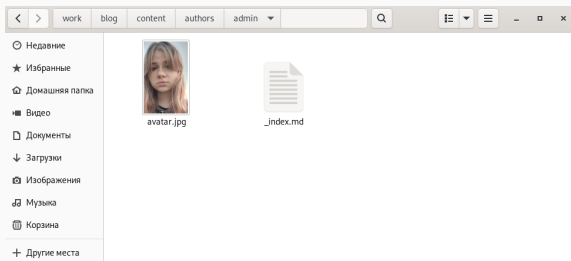 work blog content authors admin
Недавние
Избранные
Домашняя папка
Видео
Документы
Загрузки
Изображения
Музыка
Корзина
Другие места
avatar.jpg
_index.md